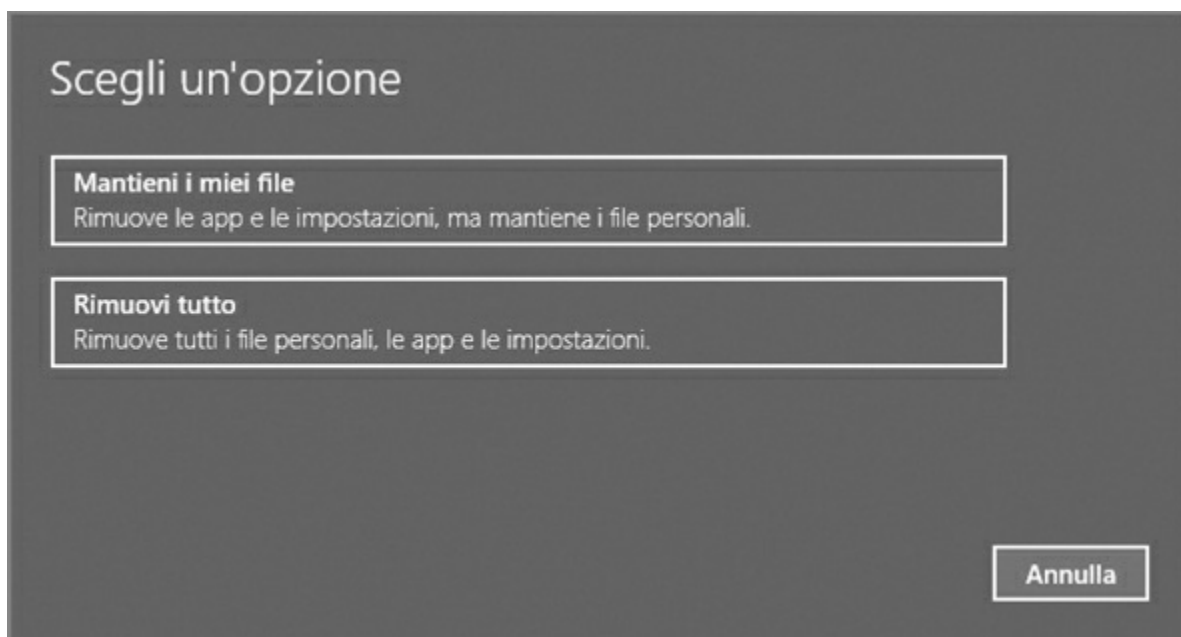 Scegli un'opzione
Mantieni i miei file
Rimuove le app e le impostazioni, ma mantiene i file personali.
Rimuovi tutto
Rimuove tutti i file personali, le app e le impostazioni.
Annulla